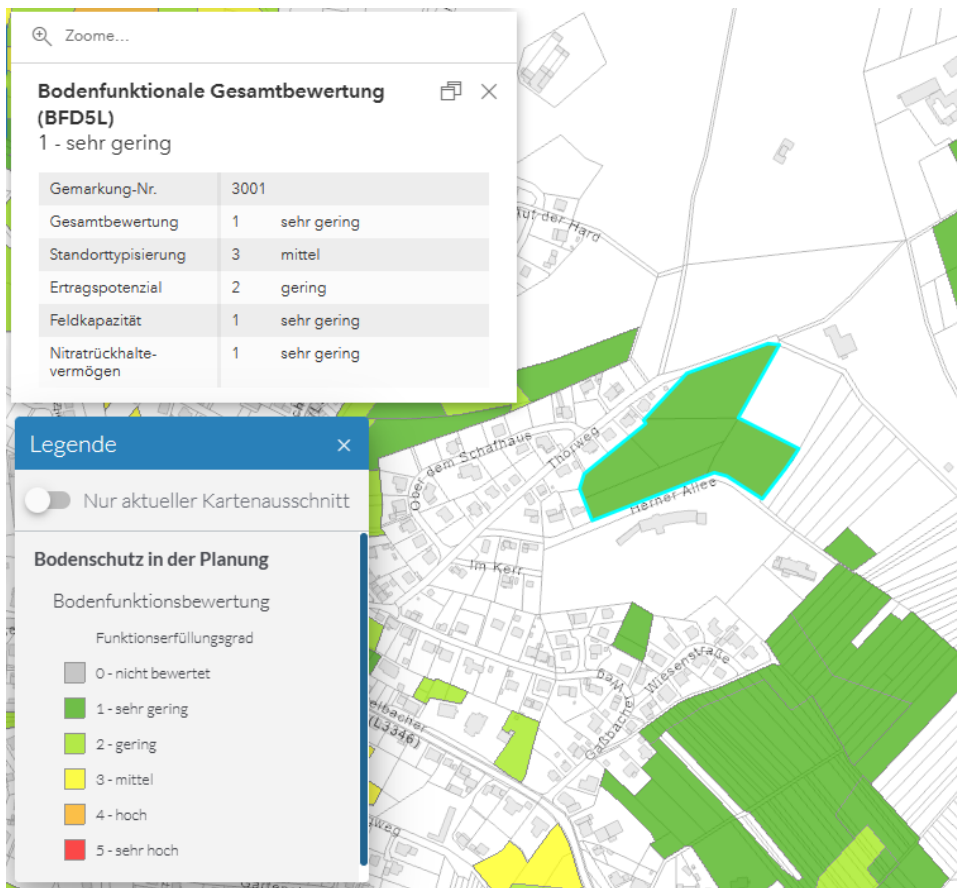 Zoome...
Bodenfunktionale Gesamtbewertung
(BFD5L)
1 - sehr gering
Gemarkung-Nr. 3001
Gesamtbewertung 1 sehr gering
Standorttypisierung 3 mittel
Ertragspotenzial 2 gering
Feldkapazität 1 sehr gering
Nitratrückhalte-
vermögen 1 sehr gering
Auf der Hard
Ober dem Schafhaus
Thorweg
Herner Allee
Im Kerf
Wiesenstraße
Gaßbacher Weg
(L3346)
Legende
Nur aktueller Kartenausschnitt
Bodenschutz in der Planung
Bodenfunktionsbewertung
Funktionserfüllungsgrad
0 - nicht bewertet
1 - sehr gering
2 - gering
3 - mittel
4 - hoch
5 - sehr hoch